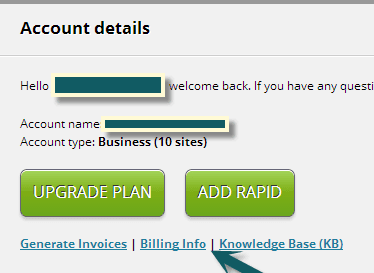 Account details
Hello welcome back. If you have any questi
Account name
Account type: Business (10 sites)
UPGRADE PLAN ADD RAPID
Generate Invoices | Billing Info | Knowledge Base (KB)